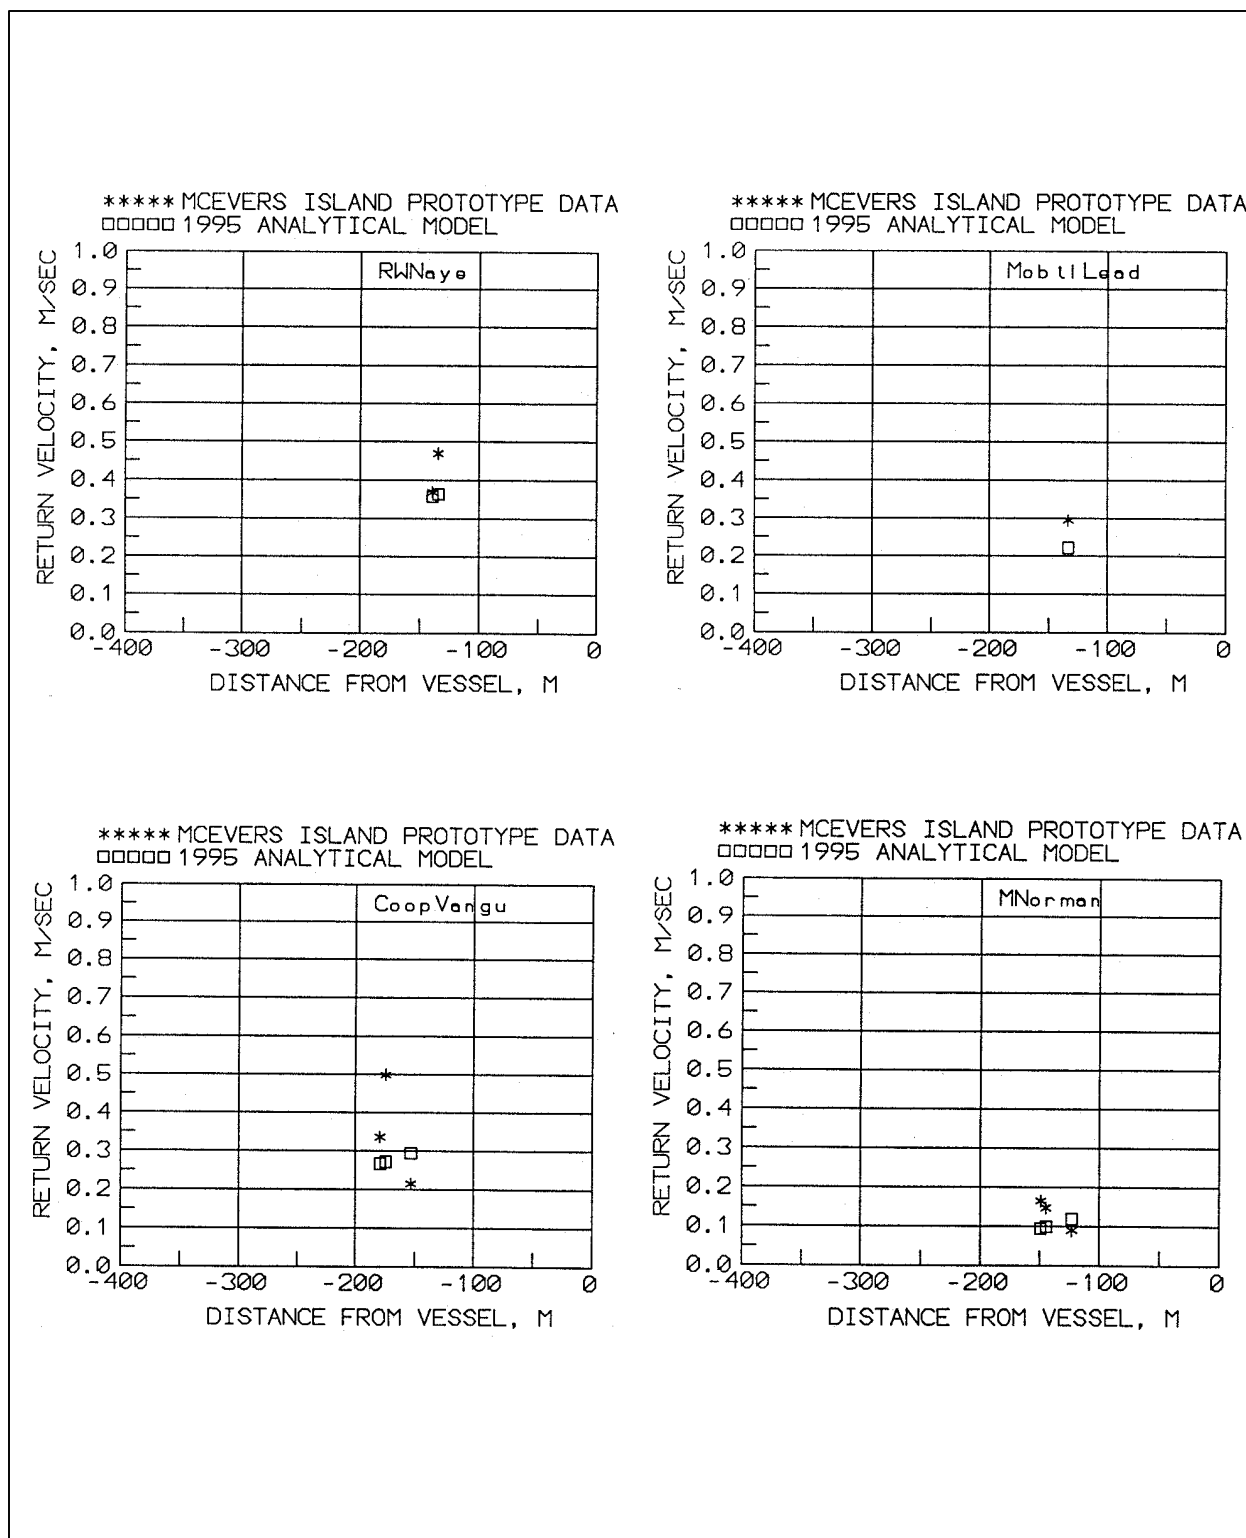 ***** MCEVERS ISLAND PROTOTYPE DATA
□□□□□ 1995 ANALYTICAL MODEL
RWNaye
RETURN VELOCITY, M/SEC
1.0
0.9
0.8
0.7
0.6
0.5
0.4
0.3
0.2
0.1
0.0
-400 -300 -200 -100 0
DISTANCE FROM VESSEL, M
***** MCEVERS ISLAND PROTOTYPE DATA
□□□□□ 1995 ANALYTICAL MODEL
MobilLead
RETURN VELOCITY, M/SEC
1.0
0.9
0.8
0.7
0.6
0.5
0.4
0.3
0.2
0.1
0.0
-400 -300 -200 -100 0
DISTANCE FROM VESSEL, M
***** MCEVERS ISLAND PROTOTYPE DATA
□□□□□ 1995 ANALYTICAL MODEL
CoopVangu
RETURN VELOCITY, M/SEC
1.0
0.9
0.8
0.7
0.6
0.5
0.4
0.3
0.2
0.1
0.0
-400 -300 -200 -100 0
DISTANCE FROM VESSEL, M
***** MCEVERS ISLAND PROTOTYPE DATA
□□□□□ 1995 ANALYTICAL MODEL
MNorman
RETURN VELOCITY, M/SEC
1.0
0.9
0.8
0.7
0.6
0.5
0.4
0.3
0.2
0.1
0.0
-400 -300 -200 -100 0
DISTANCE FROM VESSEL, M